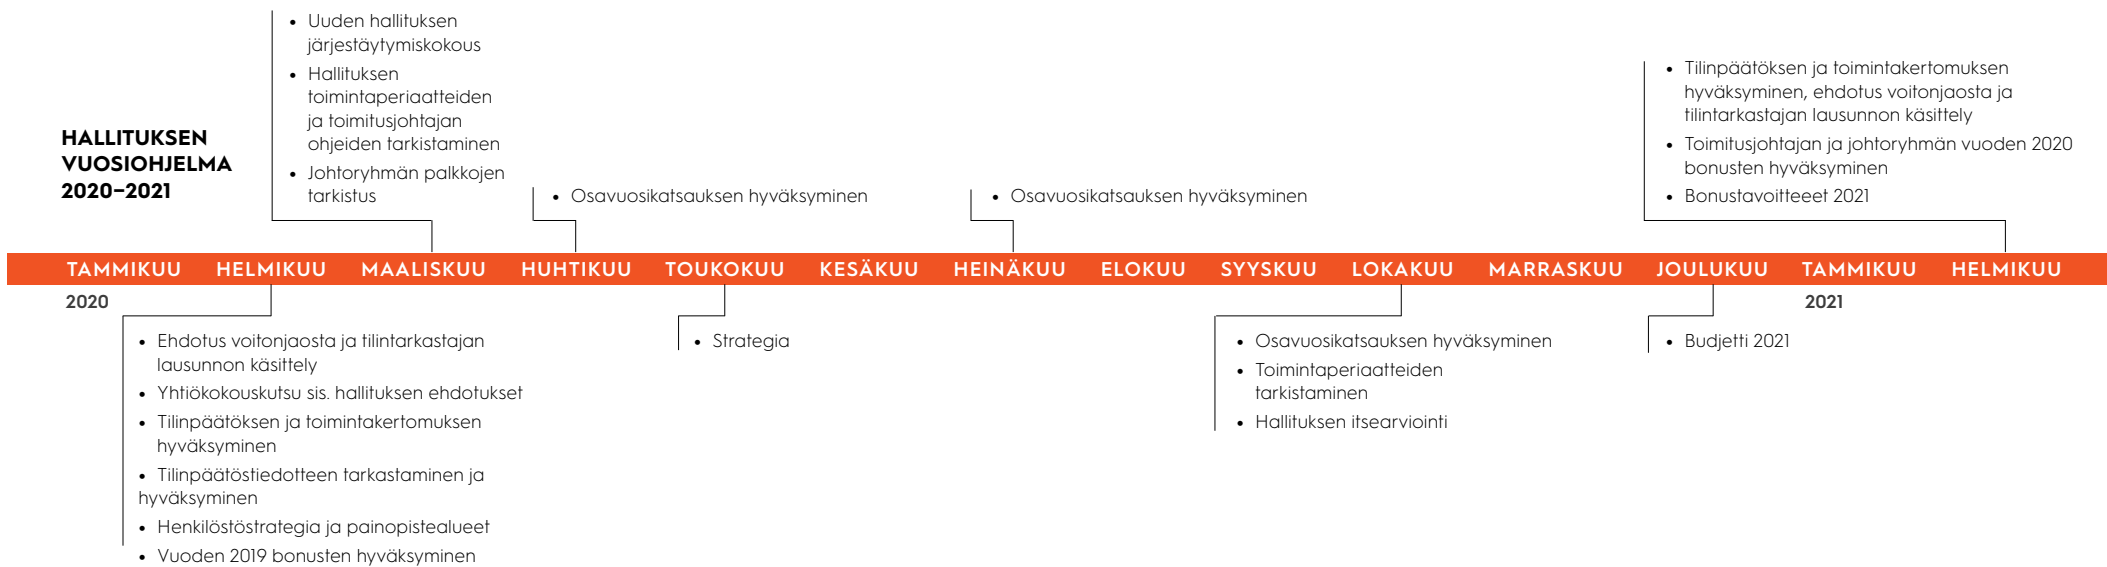 HALLITUKSEN
VUOSIOHJELMA
2020–2021
• Uuden hallituksen
järjestäytymiskokous
• Hallituksen
toimintaperiaatteiden
ja toimitusjohtajan
ohjeiden tarkistaminen
• Johtoryhmän palkkojen
tarkistus
• Osavuosikatsauksen hyväksyminen
• Osavuosikatsauksen hyväksyminen
• Tilinpäätöksen ja toimintakertomuksen
hyväksyminen, ehdotus voitonjaosta ja
tilintarkastajan lausunnon käsittely
• Toimitusjohtajan ja johtoryhmän vuoden 2020
bonusten hyväksyminen
• Bonustavoitteeet 2021
TAMMIKUU HELMIKUU MAALISKUU HUHTIKUU TOUKOKUU KESÄKUU HEINÄKUU ELOKUU SYYSKUU LOKAKUU MARRASKUU JOULUKUU TAMMIKUU HELMIKUU
2020 2021
• Ehdotus voitonjaosta ja tilintarkastajan
lausunnon käsittely
• Yhtiökokouskutsu sis. hallituksen ehdotukset
• Tilinpäätöksen ja toimintakertomuksen
hyväksyminen
• Tilinpäätöstiedotteen tarkastaminen ja
hyväksyminen
• Henkilöstöstrategia ja painopistealueet
• Vuoden 2019 bonusten hyväksyminen
• Strategia
• Osavuosikatsauksen hyväksyminen
• Toimintaperiaatteiden
tarkistaminen
• Hallituksen itsearviointi
• Budjetti 2021